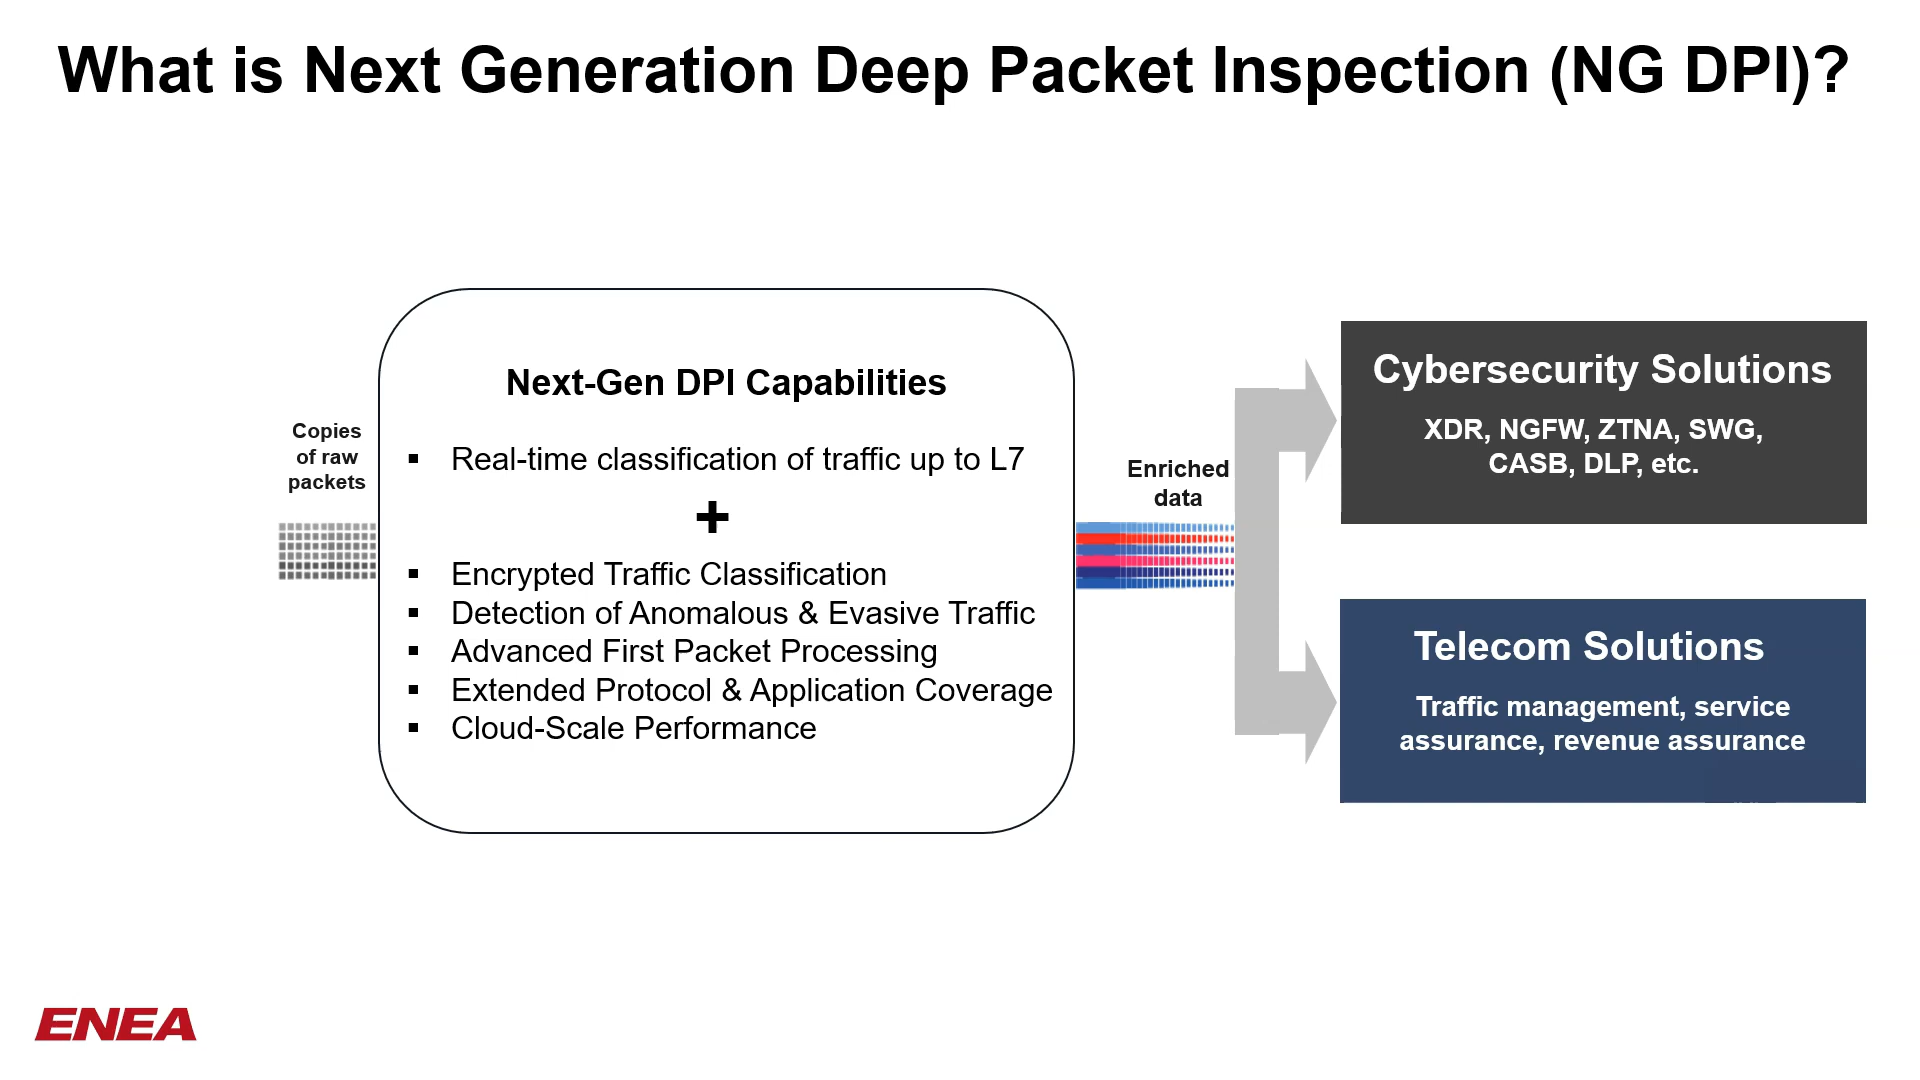 What is Next Generation Deep Packet Inspection (NG DPI)?
Copies
of raw
packets
Next-Gen DPI Capabilities
▪ Real-time classification of traffic up to L7
+
▪ Encrypted Traffic Classification
▪ Detection of Anomalous & Evasive Traffic
▪ Advanced First Packet Processing
▪ Extended Protocol & Application Coverage
▪ Cloud-Scale Performance
Enriched
data
Cybersecurity Solutions
XDR, NGFW, ZTNA, SWG,
CASB, DLP, etc.
Telecom Solutions
Traffic management, service
assurance, revenue assurance
ENEA